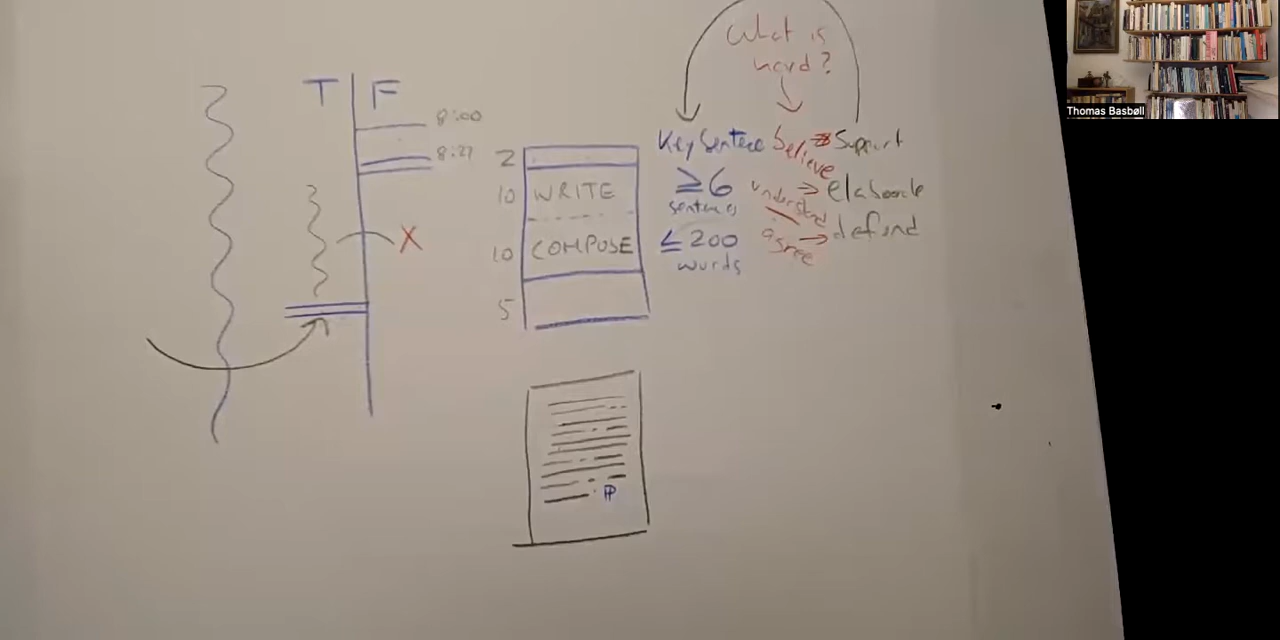 What is
hard?
T F
8:00
8:27
Key Sentence believe ⇒ Support
2
10 WRITE
≥6
sentences
understand ⇒ elaborate
10 COMPOSE
≤ 200
words
agree → defend
5
X
¶
Thomas Basbøll